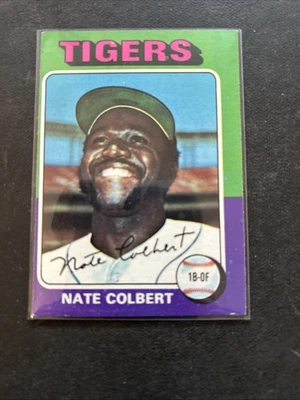 TIGERS
Nate Colbert
1B-OF
NATE COLBERT